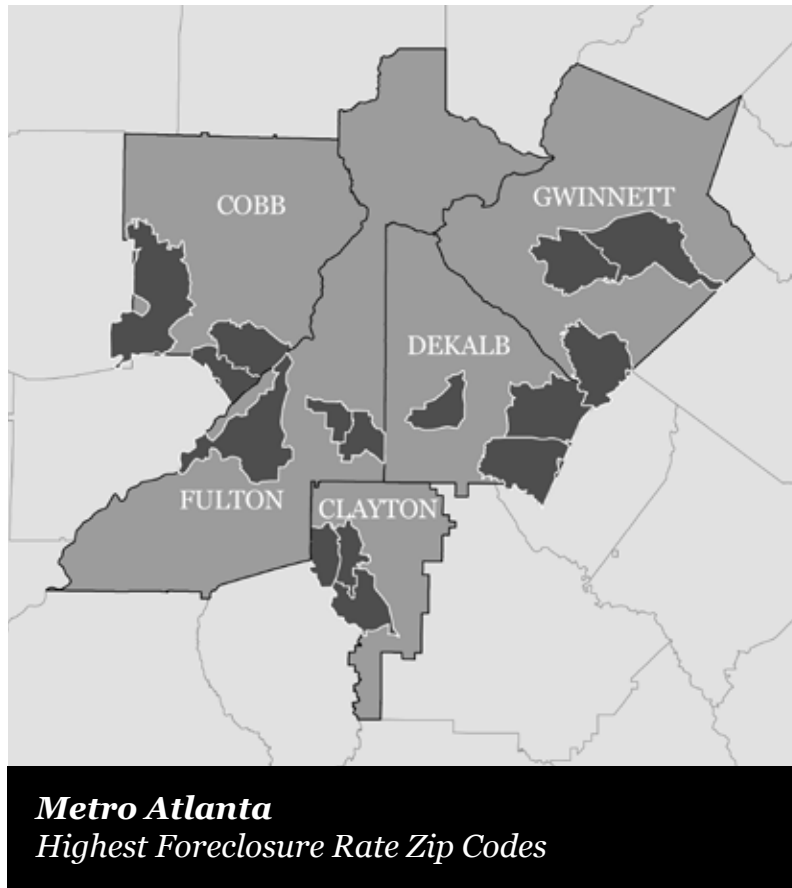 COBB
GWINNETT
DEKALB
FULTON
CLAYTON
Metro Atlanta
Highest Foreclosure Rate Zip Codes